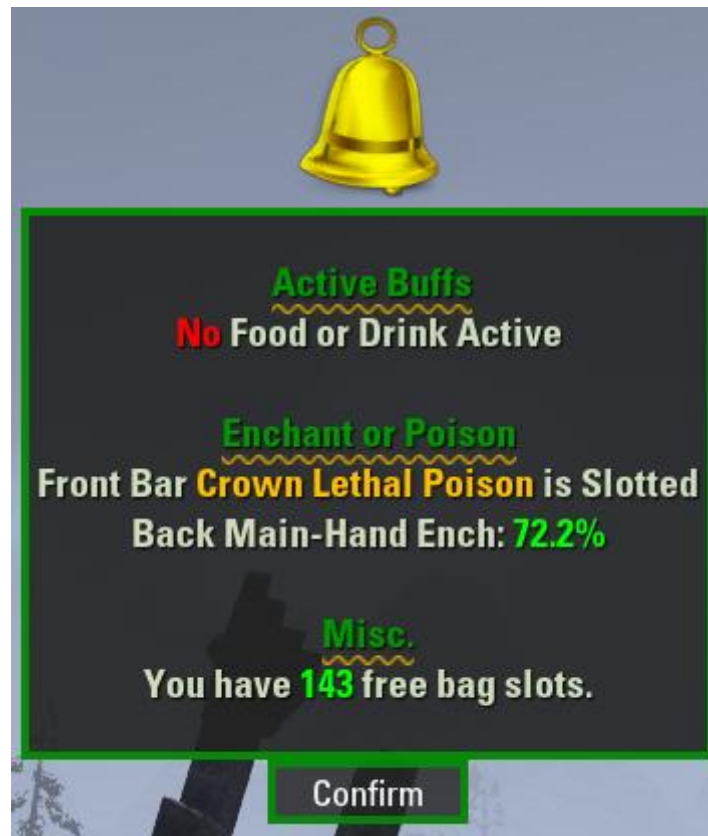 Active Buffs
No Food or Drink Active
Enchant or Poison
Front Bar Crown Lethal Poison is Slotted
Back Main-Hand Ench: 72.2%
Misc.
You have 143 free bag slots.
Confirm